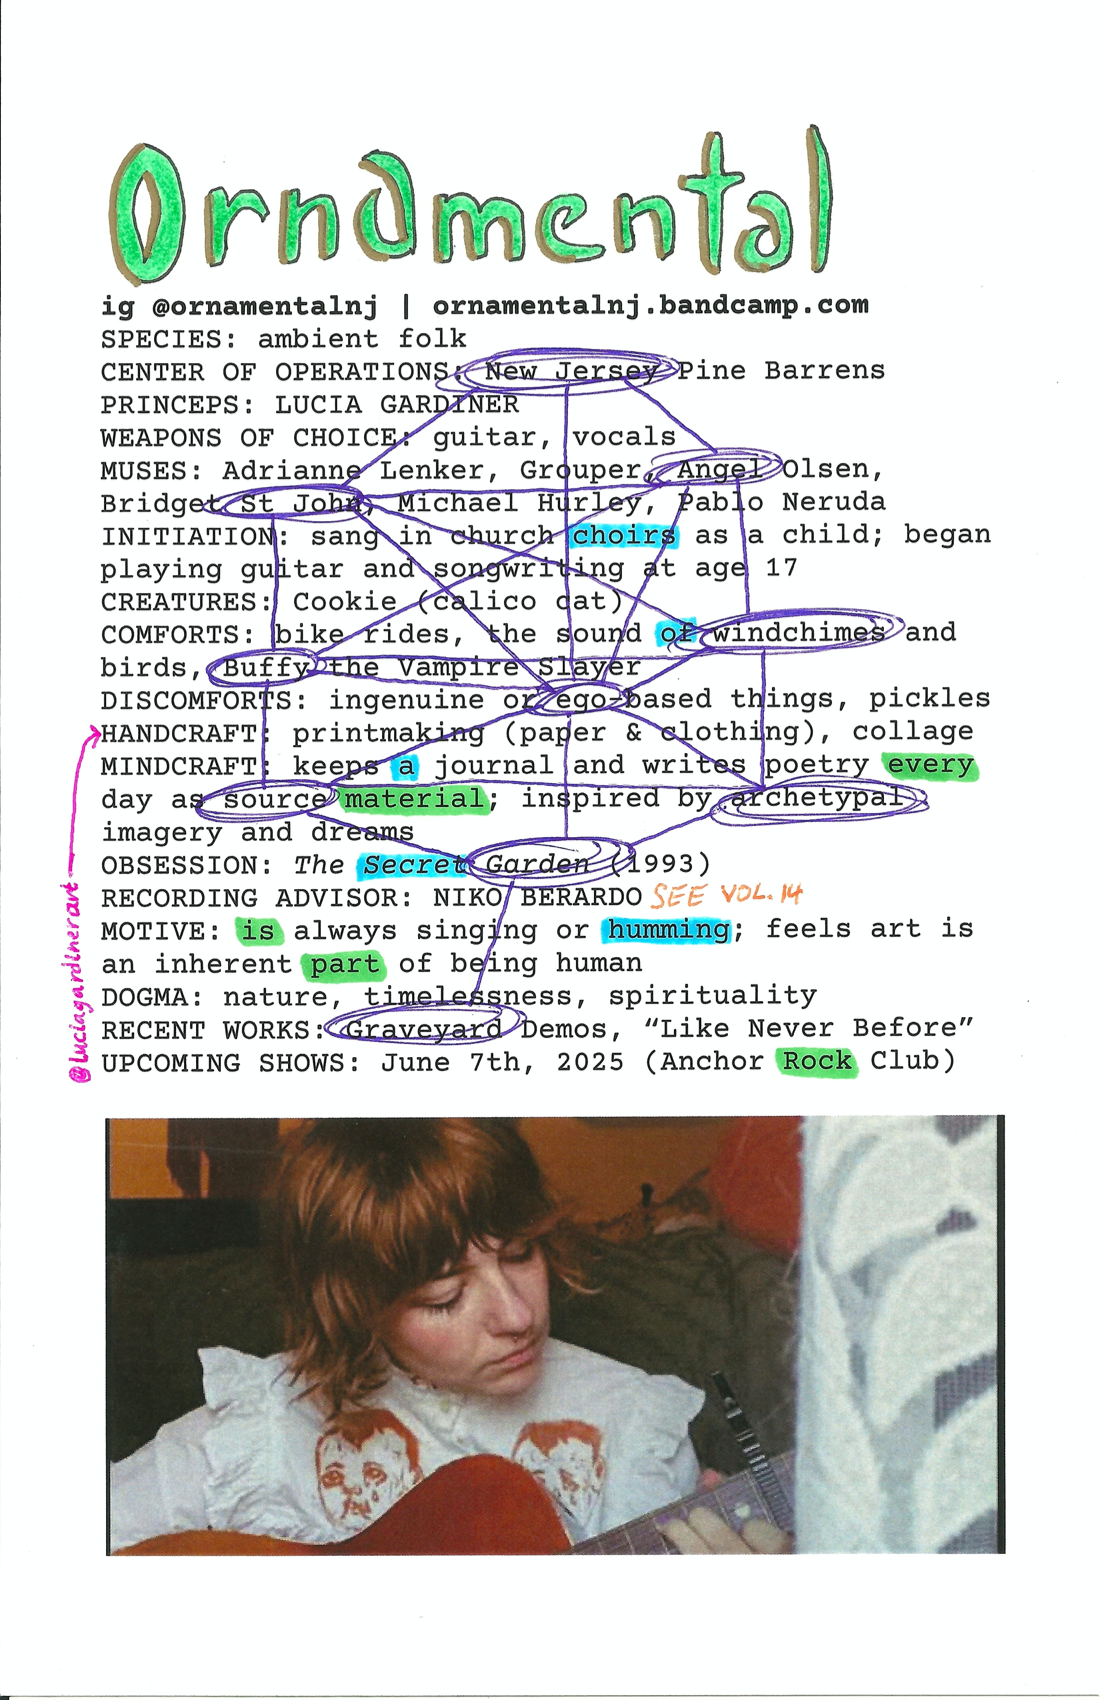 Ornamental
ig @ornamentalnj | ornamentalnj.bandcamp.com
SPECIES: ambient folk
CENTER OF OPERATIONS: New Jersey Pine Barrens
PRINCEPS: LUCIA GARDINER
WEAPONS OF CHOICE: guitar, vocals
MUSES: Adrianne Lenker, Grouper, Angel Olsen,
Bridget St John, Michael Hurley, Pablo Neruda
INITIATION: sang in church choirs as a child; began
playing guitar and songwriting at age 17
CREATURES: Cookie (calico cat)
COMFORTS: bike rides, the sound of windchimes and
birds, Buffy the Vampire Slayer
DISCOMFORTS: ingenuine or ego-based things, pickles
HANDCRAFT: printmaking (paper & clothing), collage
MINDCRAFT: keeps a journal and writes poetry every
day as source material; inspired by archetypal
imagery and dreams
OBSESSION: The Secret Garden (1993)
RECORDING ADVISOR: NIKO BERARDO SEE VOL. 14
MOTIVE: is always singing or humming; feels art is
an inherent part of being human
DOGMA: nature, timelessness, spirituality
RECENT WORKS: Graveyard Demos, “Like Never Before”
UPCOMING SHOWS: June 7th, 2025 (Anchor Rock Club)
@luciagardinerart